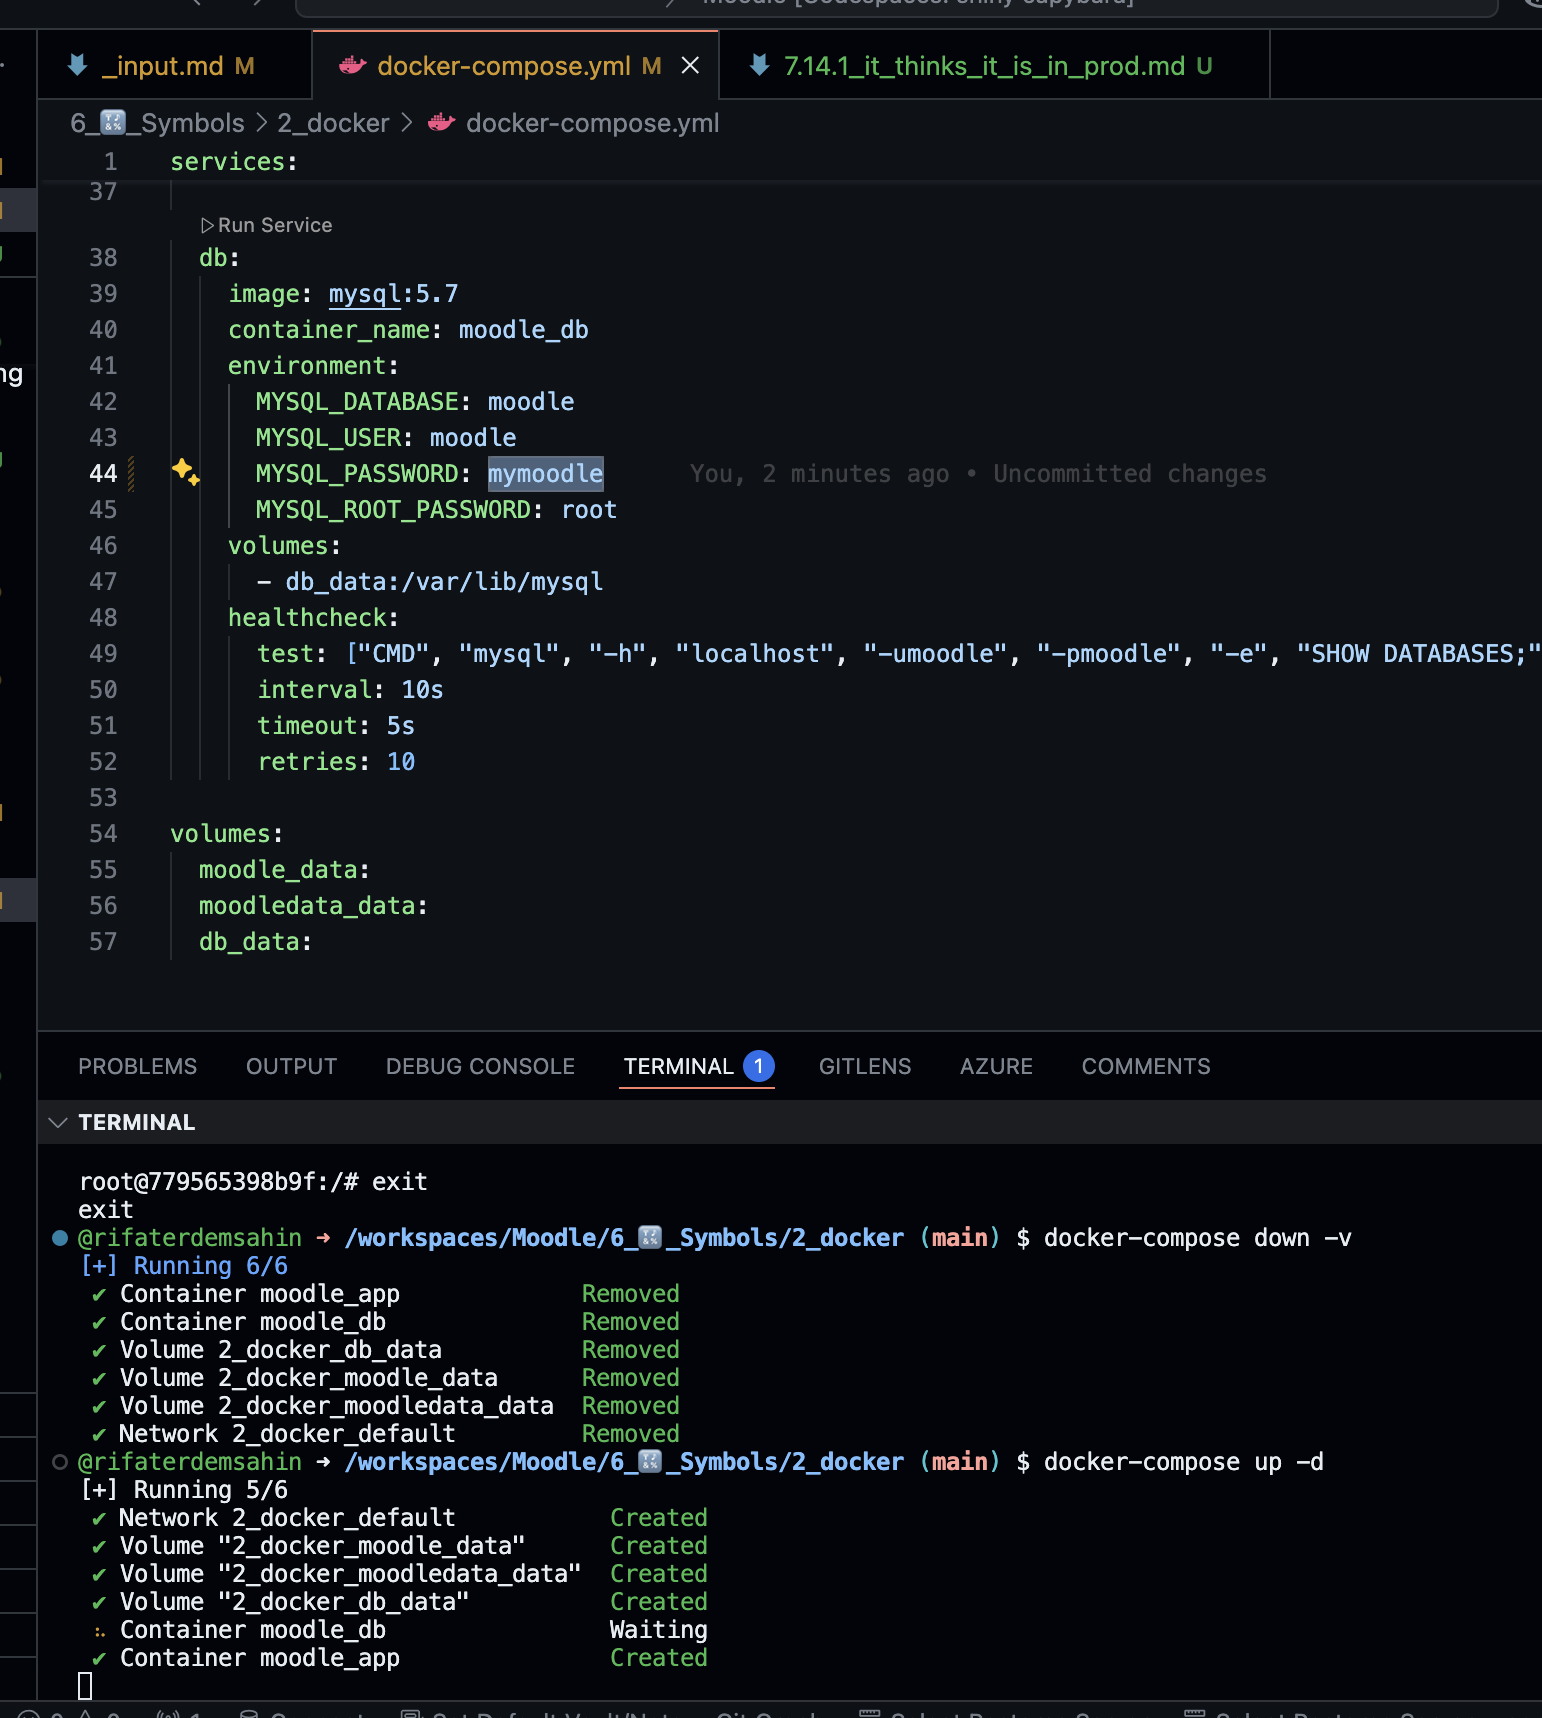 _input.md M
docker-compose.yml M
7.14.1_it_thinks_it_is_in_prod.md U
6_🔣_Symbols > 2_docker > docker-compose.yml
1 services:
37
Run Service
38 db:
39 image: mysql:5.7
40 container_name: moodle_db
41 environment:
42 MYSQL_DATABASE: moodle
43 MYSQL_USER: moodle
44 MYSQL_PASSWORD: mymoodle You, 2 minutes ago • Uncommitted changes
45 MYSQL_ROOT_PASSWORD: root
46 volumes:
47 - db_data:/var/lib/mysql
48 healthcheck:
49 test: ["CMD", "mysql", "-h", "localhost", "-umoodle", "-pmoodle", "-e", "SHOW DATABASES;"
50 interval: 10s
51 timeout: 5s
52 retries: 10
53
54 volumes:
55 moodle_data:
56 moodledata_data:
57 db_data:
ng
PROBLEMS OUTPUT DEBUG CONSOLE TERMINAL 1 GITLENS AZURE COMMENTS
TERMINAL
root@779565398b9f:/# exit
exit
@rifaterdemsahin → /workspaces/Moodle/6_🔣_Symbols/2_docker (main) $ docker-compose down -v
[+] Running 6/6
✔ Container moodle_app Removed
✔ Container moodle_db Removed
✔ Volume 2_docker_db_data Removed
✔ Volume 2_docker_moodle_data Removed
✔ Volume 2_docker_moodledata_data Removed
✔ Network 2_docker_default Removed
@rifaterdemsahin → /workspaces/Moodle/6_🔣_Symbols/2_docker (main) $ docker-compose up -d
[+] Running 5/6
✔ Network 2_docker_default Created
✔ Volume "2_docker_moodle_data" Created
✔ Volume "2_docker_moodledata_data" Created
✔ Volume "2_docker_db_data" Created
⠦ Container moodle_db Waiting
✔ Container moodle_app Created